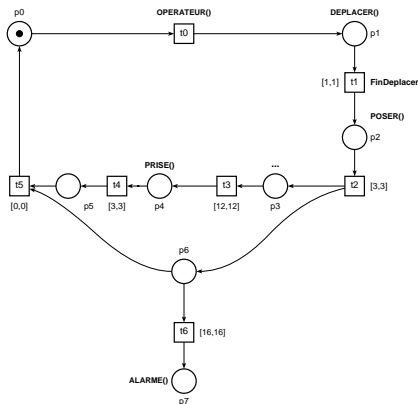 p0
OPERATEUR()
DEPLACER()
t0
p1
[1,1]
t1
FinDeplacer
POSER()
p2
PRISE()
...
t5
t4
t3
t2
[3,3]
p5
p4
p3
[0,0]
[3,3]
[12,12]
p6
t6
[16,16]
ALARME()
p7